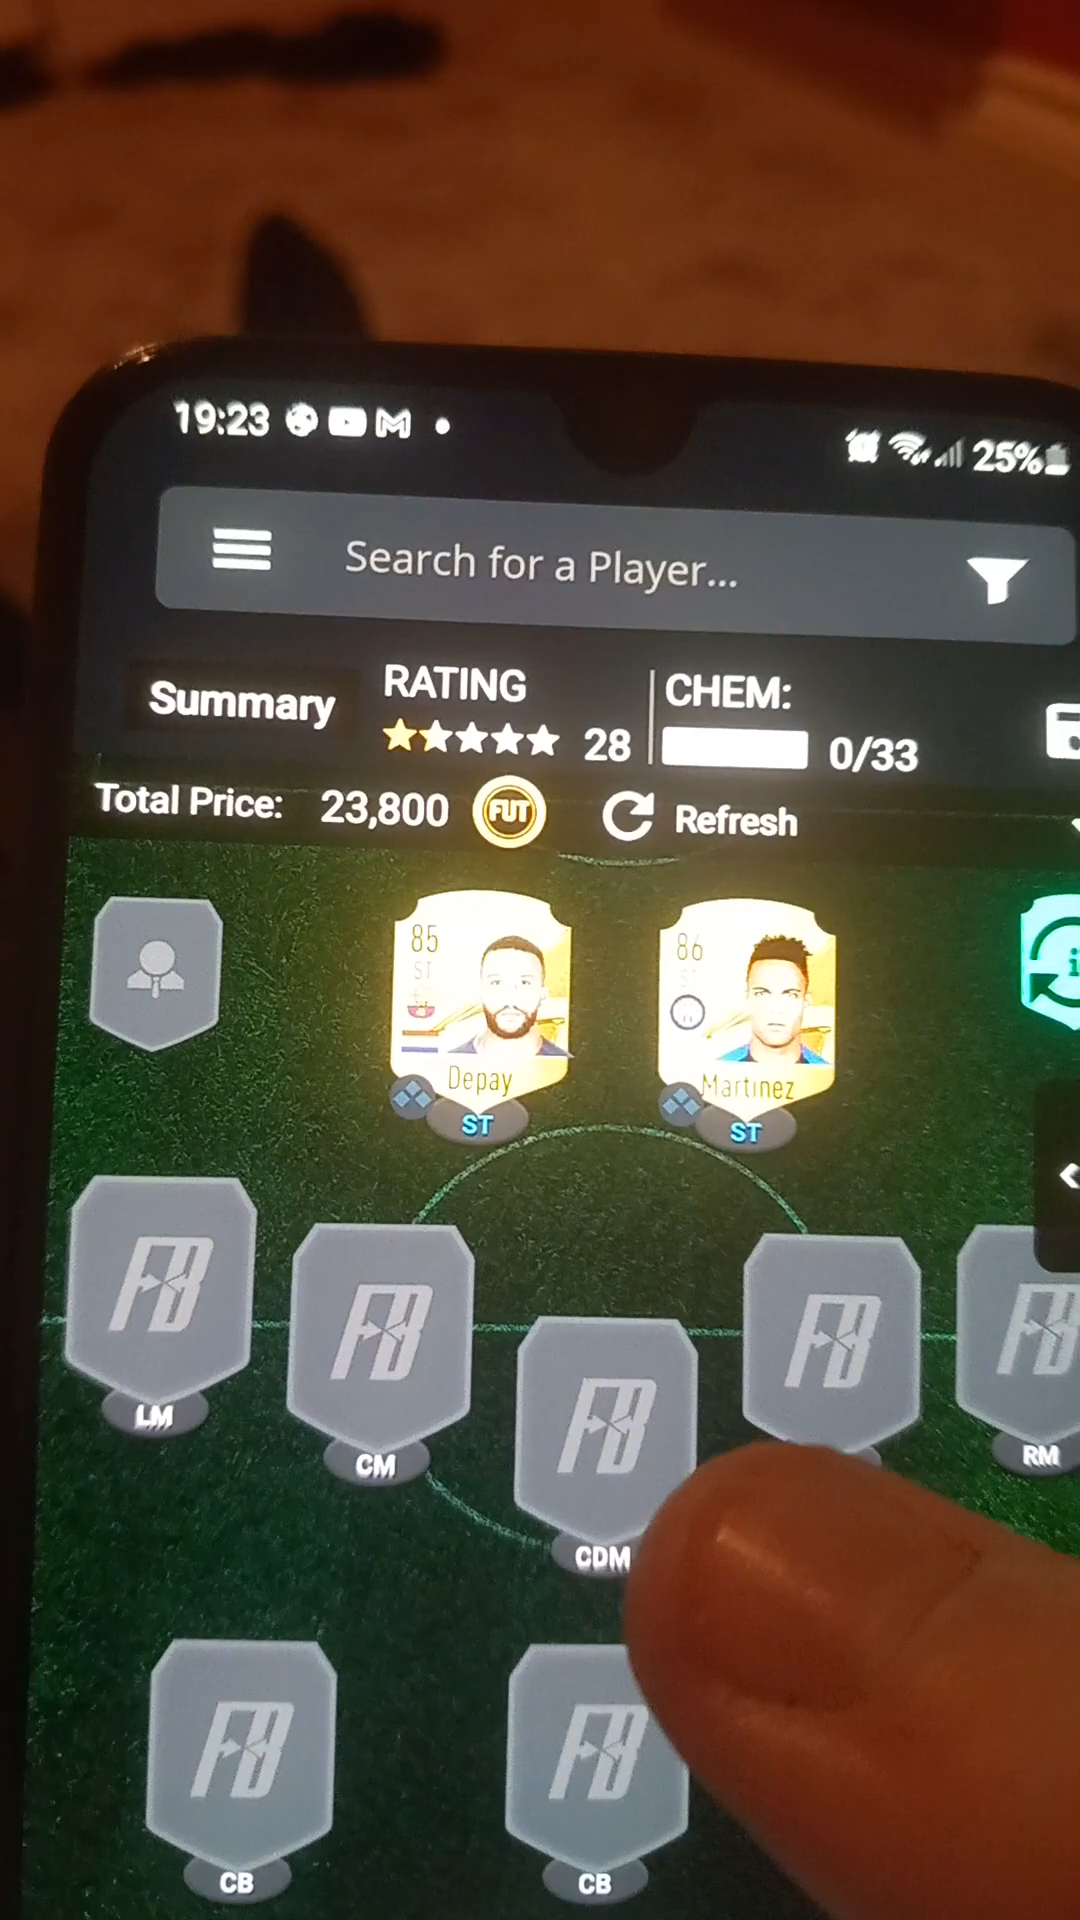 19:23
25%
Search for a Player...
Summary
RATING
28
CHEM:
0/33
Total Price: 23,800
FUT
Refresh
85
ST
Depay
ST
86
ST
Martinez
ST
LM
CM
CDM
RM
CB
CB